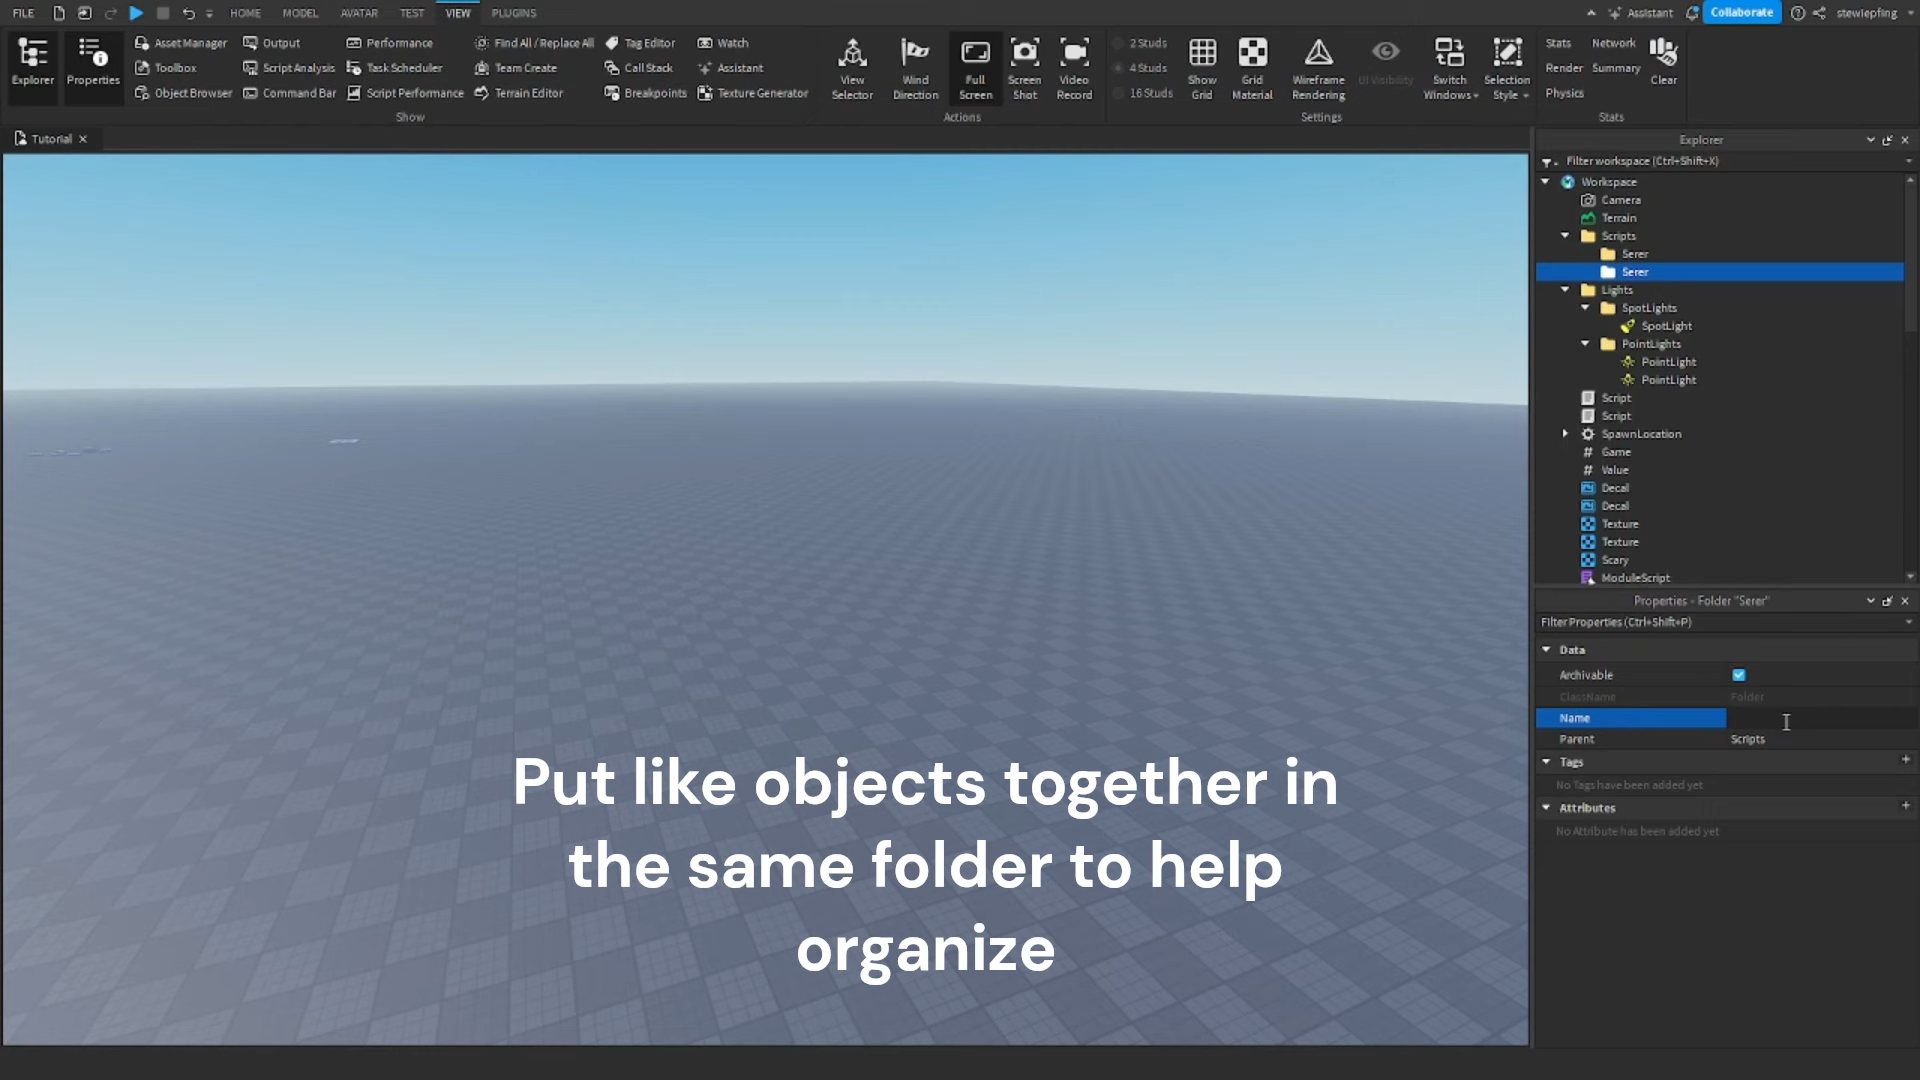 FILE
HOME
MODEL
AVATAR
TEST
VIEW
PLUGINS
Assistant
Collaborate
stewiepfing
Explorer
Properties
Asset Manager
Toolbox
Object Browser
Output
Script Analysis
Command Bar
Performance
Task Scheduler
Script Performance
Find All / Replace All
Team Create
Terrain Editor
Tag Editor
Call Stack
Breakpoints
Watch
Assistant
Texture Generator
Show
View
Selector
Wind
Direction
Full
Screen
Screen
Shot
Video
Record
Actions
2 Studs
4 Studs
16 Studs
Show
Grid
Grid
Material
Wireframe
Rendering
UI Visibility
Switch
Windows
Selection
Style
Settings
Stats
Render
Physics
Network
Summary
Clear
Stats
Tutorial
Explorer
Filter workspace (Ctrl+Shift+X)
Workspace
Camera
Terrain
Scripts
Serer
Serer
Lights
SpotLights
SpotLight
PointLights
PointLight
PointLight
Script
Script
SpawnLocation
Game
Value
Decal
Decal
Texture
Texture
Scary
ModuleScript
Properties - Folder "Serer"
Filter Properties (Ctrl+Shift+P)
Data
Archivable
ClassName Folder
Name
Parent Scripts
Tags
No Tags have been added yet
Attributes
No Attribute has been added yet
Put like objects together in
the same folder to help
organize